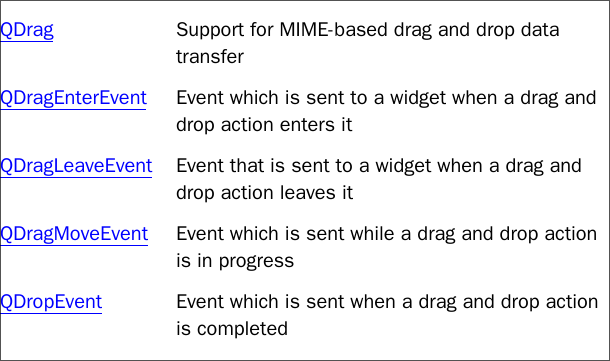 QDrag Support for MIME-based drag and drop data
transfer
QDragEnterEvent Event which is sent to a widget when a drag and
drop action enters it
QDragLeaveEvent Event that is sent to a widget when a drag and
drop action leaves it
QDragMoveEvent Event which is sent while a drag and drop action
is in progress
QDropEvent Event which is sent when a drag and drop action
is completed